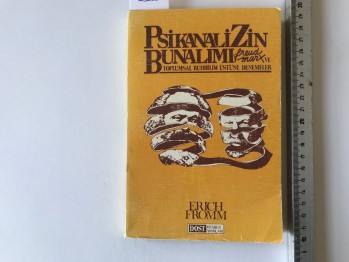 PSİKANALİZİN
BUNALIMI freud marx VE
TOPLUMSAL RUHBİLİM ÜSTÜNE DENEMELER
ERICH
FROMM
DOST